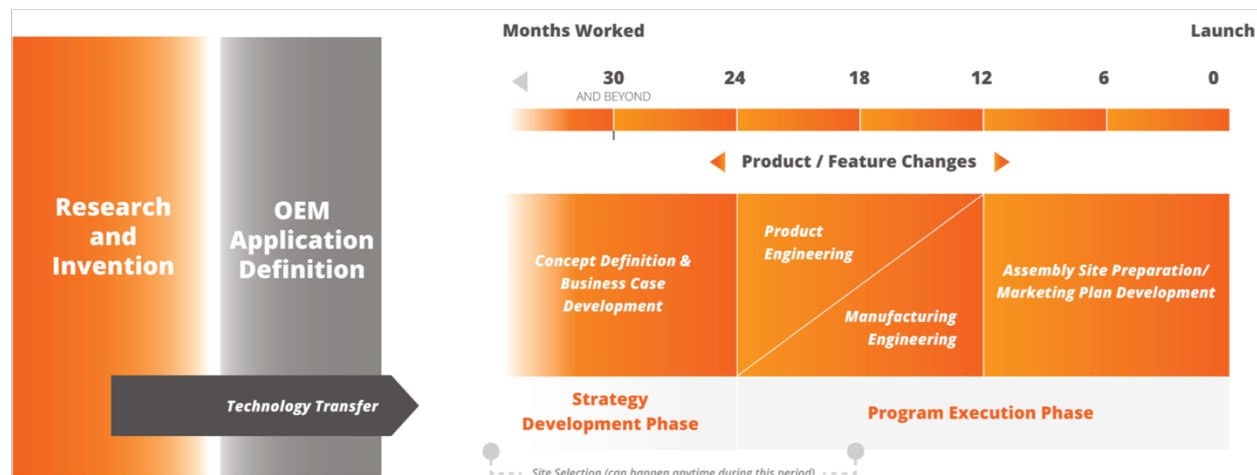 Months Worked
Launch
30
24
18
12
6
0
AND BEYOND
Product / Feature Changes
Research
and
Invention
OEM
Application
Definition
Technology Transfer
Concept Definition &
Business Case
Development
Product
Engineering
Manufacturing
Engineering
Assembly Site Preparation/
Marketing Plan Development
Strategy
Development Phase
Program Execution Phase
Site Selection (can happen anytime during this period)